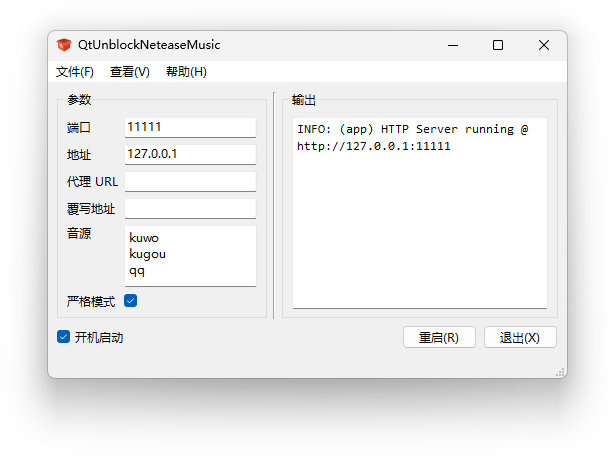 QtUnblockNeteaseMusic
文件(F) 查看(V) 帮助(H)
参数
端口 11111
地址 127.0.0.1
代理 URL
覆写地址
音源
kuwo
kugou
qq
严格模式
输出
INFO: (app) HTTP Server running @
http://127.0.0.1:11111
开机启动
重启(R) 退出(X)